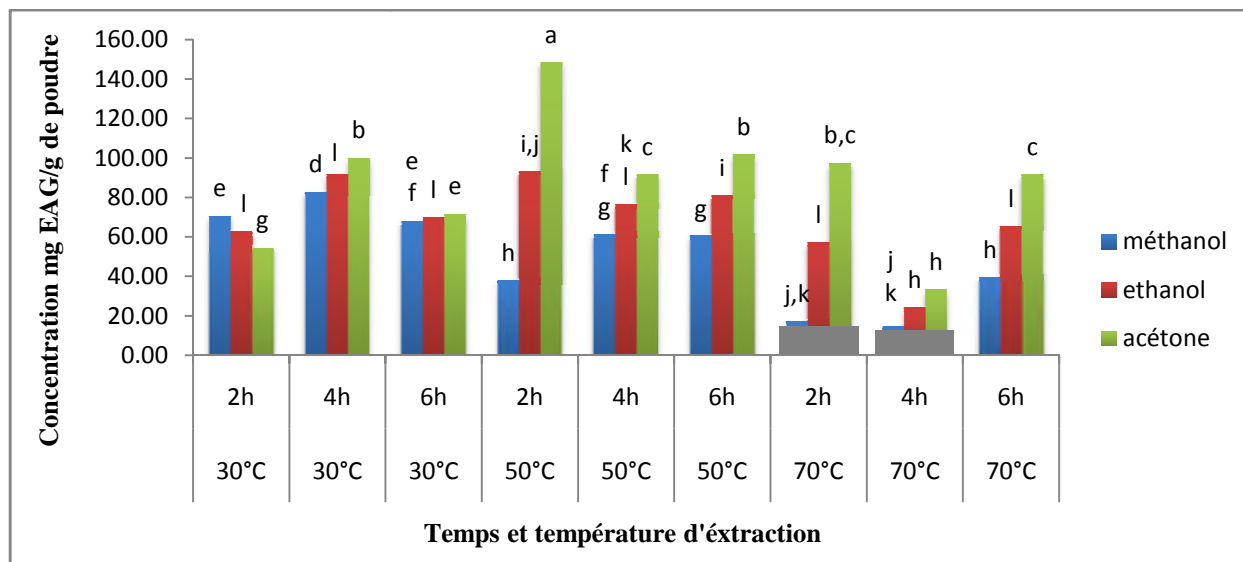 Concentration mg EAG/g de poudre
160.00
140.00
120.00
100.00
80.00
60.00
40.00
20.00
0.00
e l g
d l b
e f l e
h i,j a
f g k l c
g i b
j,k l b,c
j k h h
h l c
méthanol
ethanol
acétone
2h 4h 6h 2h 4h 6h 2h 4h 6h
30°C 30°C 30°C 50°C 50°C 50°C 70°C 70°C 70°C
Temps et température d'éxtraction